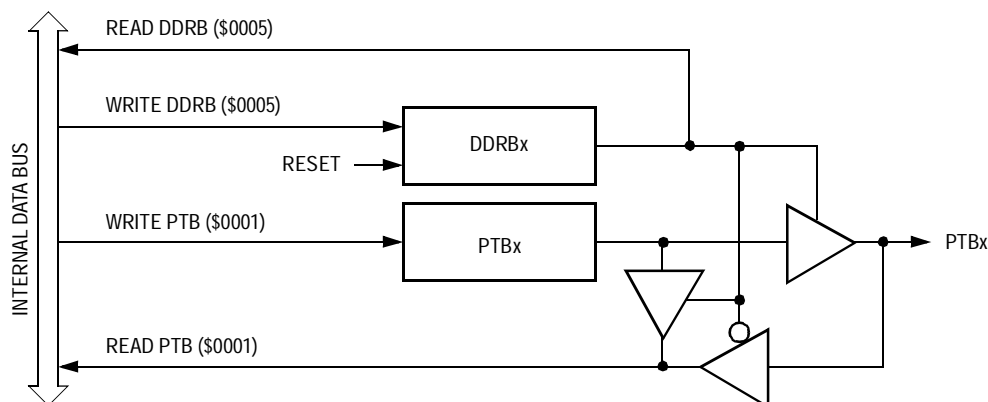 READ DDRB ($0005)
WRITE DDRB ($0005)
DDRBx
RESET
WRITE PTB ($0001)
PTBx
PTBx
READ PTB ($0001)
INTERNAL DATA BUS